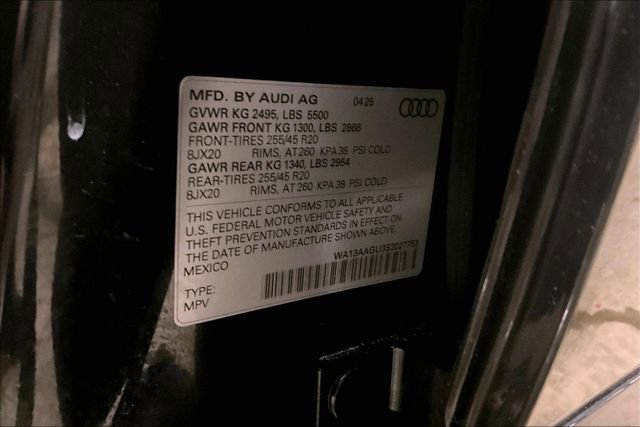 MFD. BY AUDI AG 04 25
GVWR KG 2495, LBS 5500
GAWR FRONT KG 1300, LBS 2866
FRONT-TIRES 255/45 R20
8JX20 RIMS, AT 260 KPA 38 PSI COLD
GAWR REAR KG 1340, LBS 2954
REAR-TIRES 255/45 R20
8JX20 RIMS, AT 260 KPA 38 PSI COLD
THIS VEHICLE CONFORMS TO ALL APPLICABLE
U.S. FEDERAL MOTOR VEHICLE SAFETY AND
THEFT PREVENTION STANDARDS IN EFFECT ON
THE DATE OF MANUFACTURE SHOWN ABOVE.
MEXICO WA13AAGU3S2027753
TYPE:
MPV